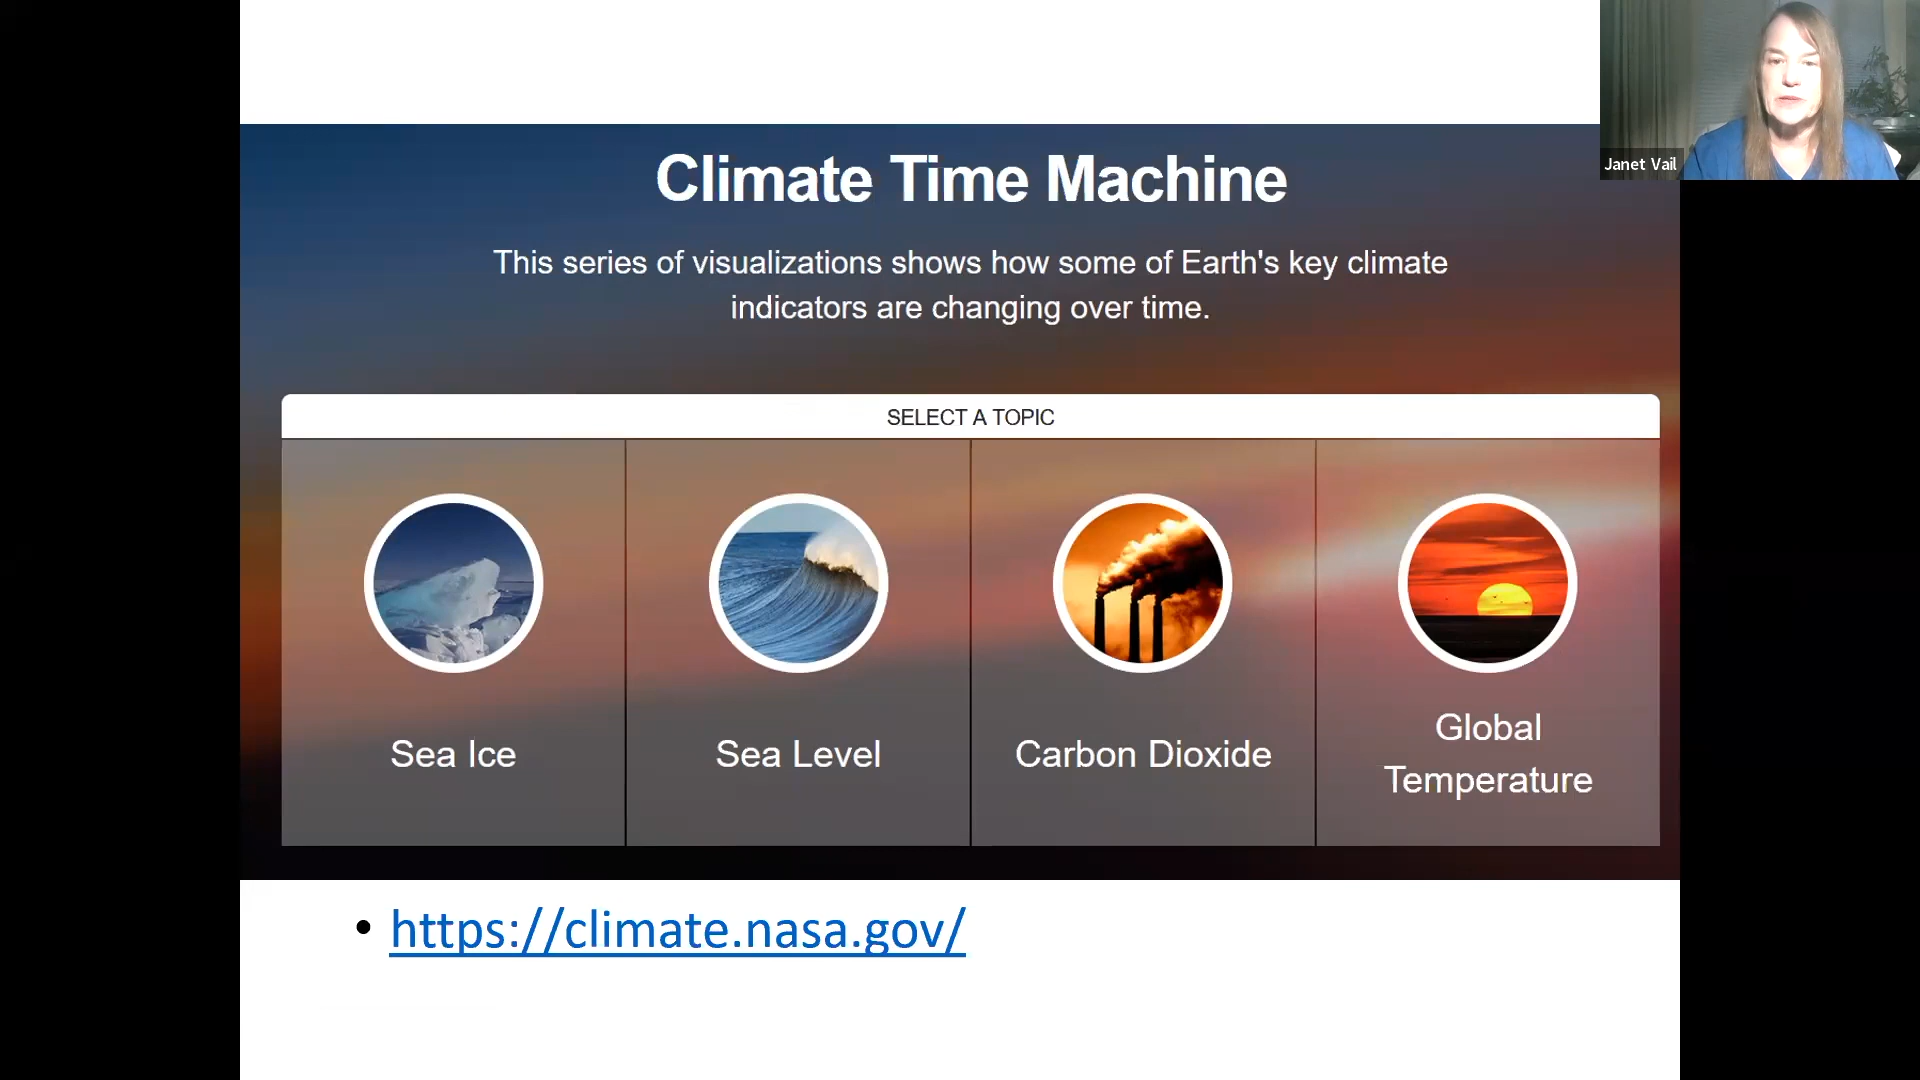 Climate Time Machine
This series of visualizations shows how some of Earth's key climate
indicators are changing over time.
SELECT A TOPIC
Sea Ice
Sea Level
Carbon Dioxide
Global
Temperature
• https://climate.nasa.gov/
Janet Vail